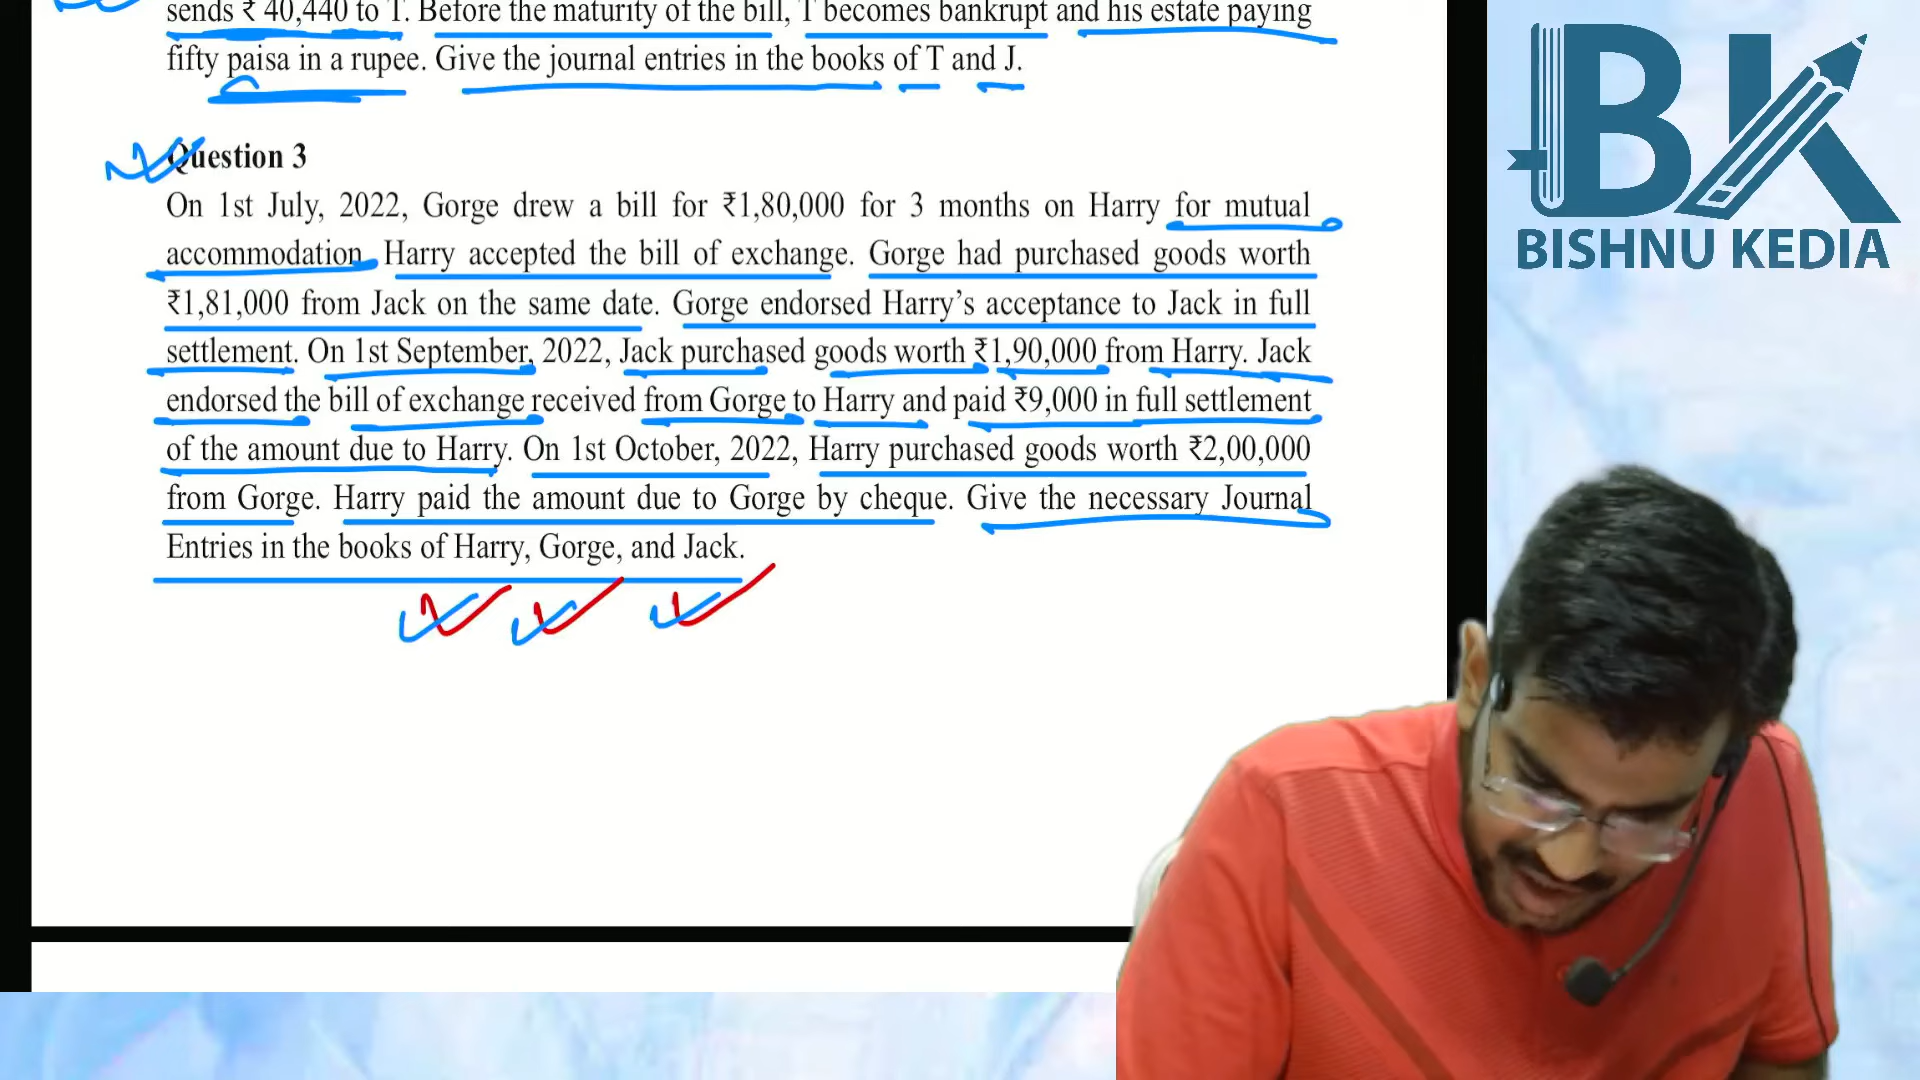 sends ₹ 40,440 to T. Before the maturity of the bill, T becomes bankrupt and his estate paying
fifty paisa in a rupee. Give the journal entries in the books of T and J.
Question 3
On 1st July, 2022, Gorge drew a bill for ₹1,80,000 for 3 months on Harry for mutual
accommodation Harry accepted the bill of exchange. Gorge had purchased goods worth
₹1,81,000 from Jack on the same date. Gorge endorsed Harry’s acceptance to Jack in full
settlement. On 1st September, 2022, Jack purchased goods worth ₹1,90,000 from Harry. Jack
endorsed the bill of exchange received from Gorge to Harry and paid ₹9,000 in full settlement
of the amount due to Harry. On 1st October, 2022, Harry purchased goods worth ₹2,00,000
from Gorge. Harry paid the amount due to Gorge by cheque. Give the necessary Journal
Entries in the books of Harry, Gorge, and Jack.
BK
BISHNU KEDIA